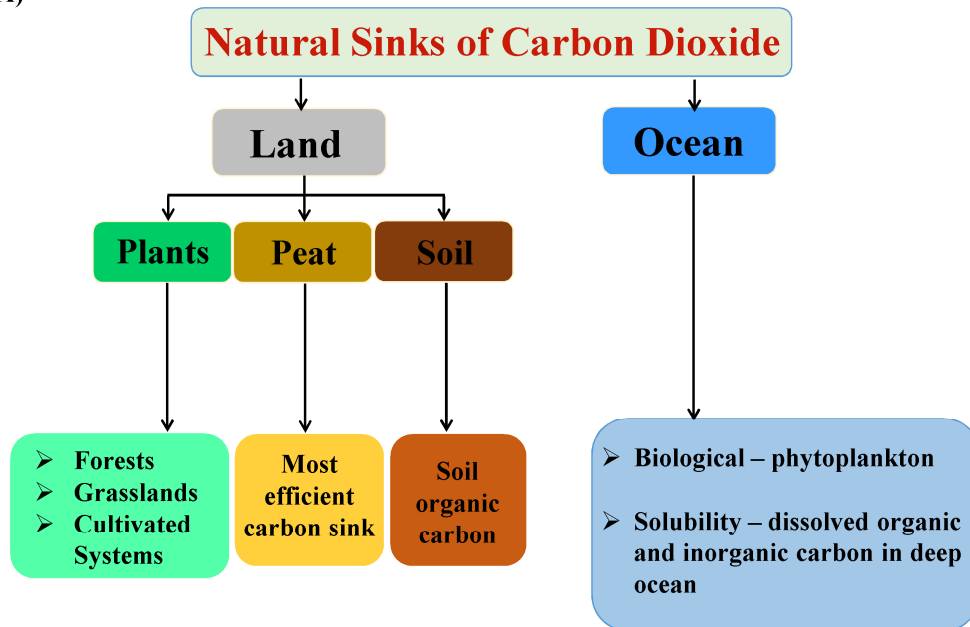 Natural Sinks of Carbon Dioxide
Land
Ocean
Plants
Peat
Soil
➢ Forests
➢ Grasslands
➢ Cultivated
Systems
Most
efficient
carbon sink
Soil
organic
carbon
➢ Biological – phytoplankton
➢ Solubility – dissolved organic
and inorganic carbon in deep
ocean